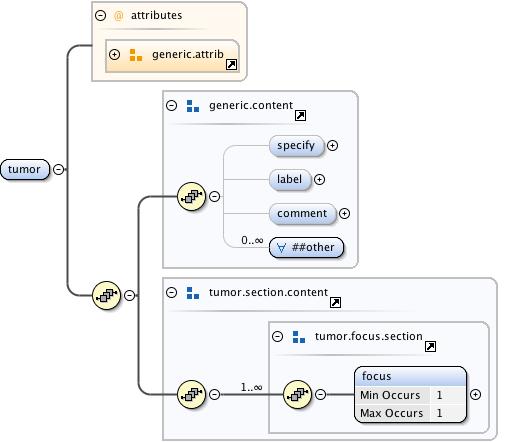 attributes
generic.attrib
generic.content
specify
label
tumor
comment
0..∞
##other
tumor.section.content
tumor.focus.section
focus
1..∞
Min Occurs 1
Max Occurs 1